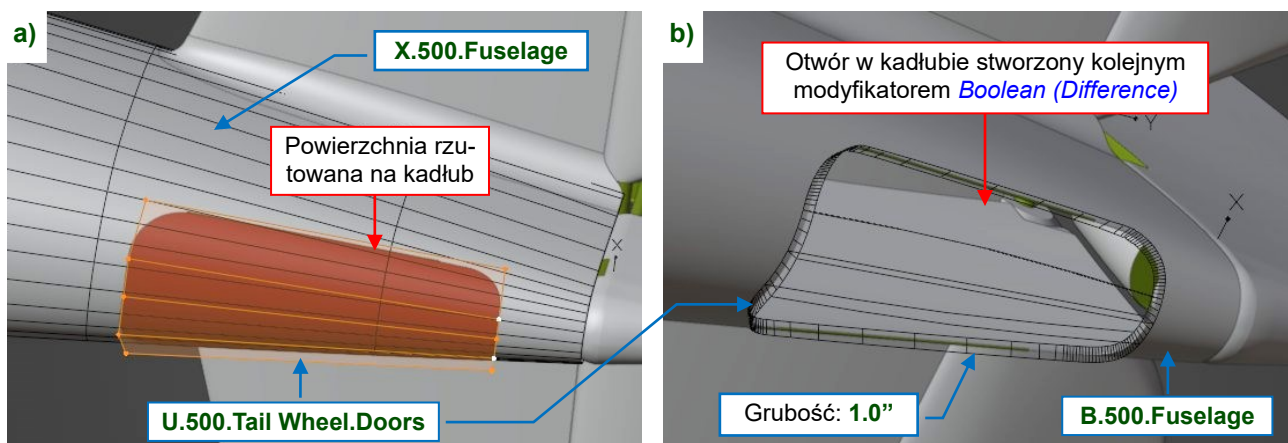 a)
X.500.Fuselage
Powierzchnia rzu-
towana na kadłub
X
U.500.Tail Wheel.Doors
b)
Otwór w kadłubie stworzony kolejnym
modyfikatorem Boolean (Difference)
Y
X
Grubość: 1.0”
B.500.Fuselage